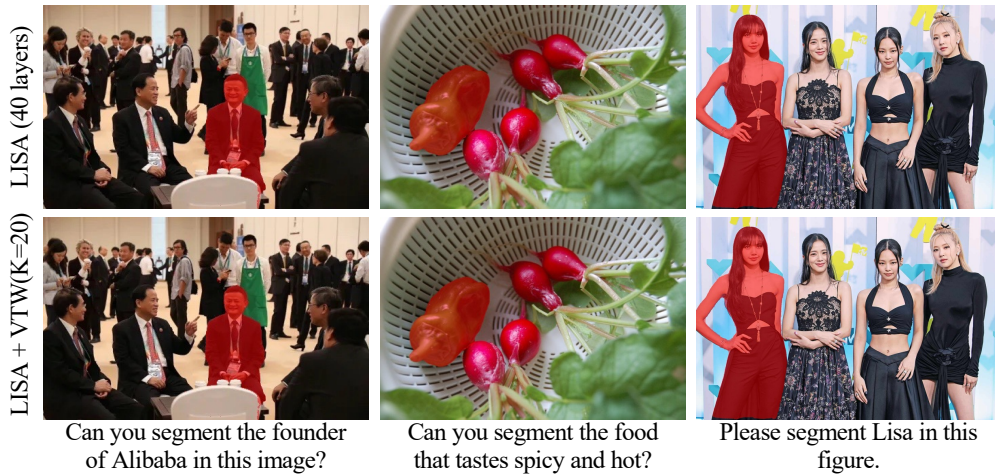 LISA (40 layers)
LISA + VTW(K=20)
Can you segment the founder
of Alibaba in this image?
Can you segment the food
that tastes spicy and hot?
Please segment Lisa in this
figure.